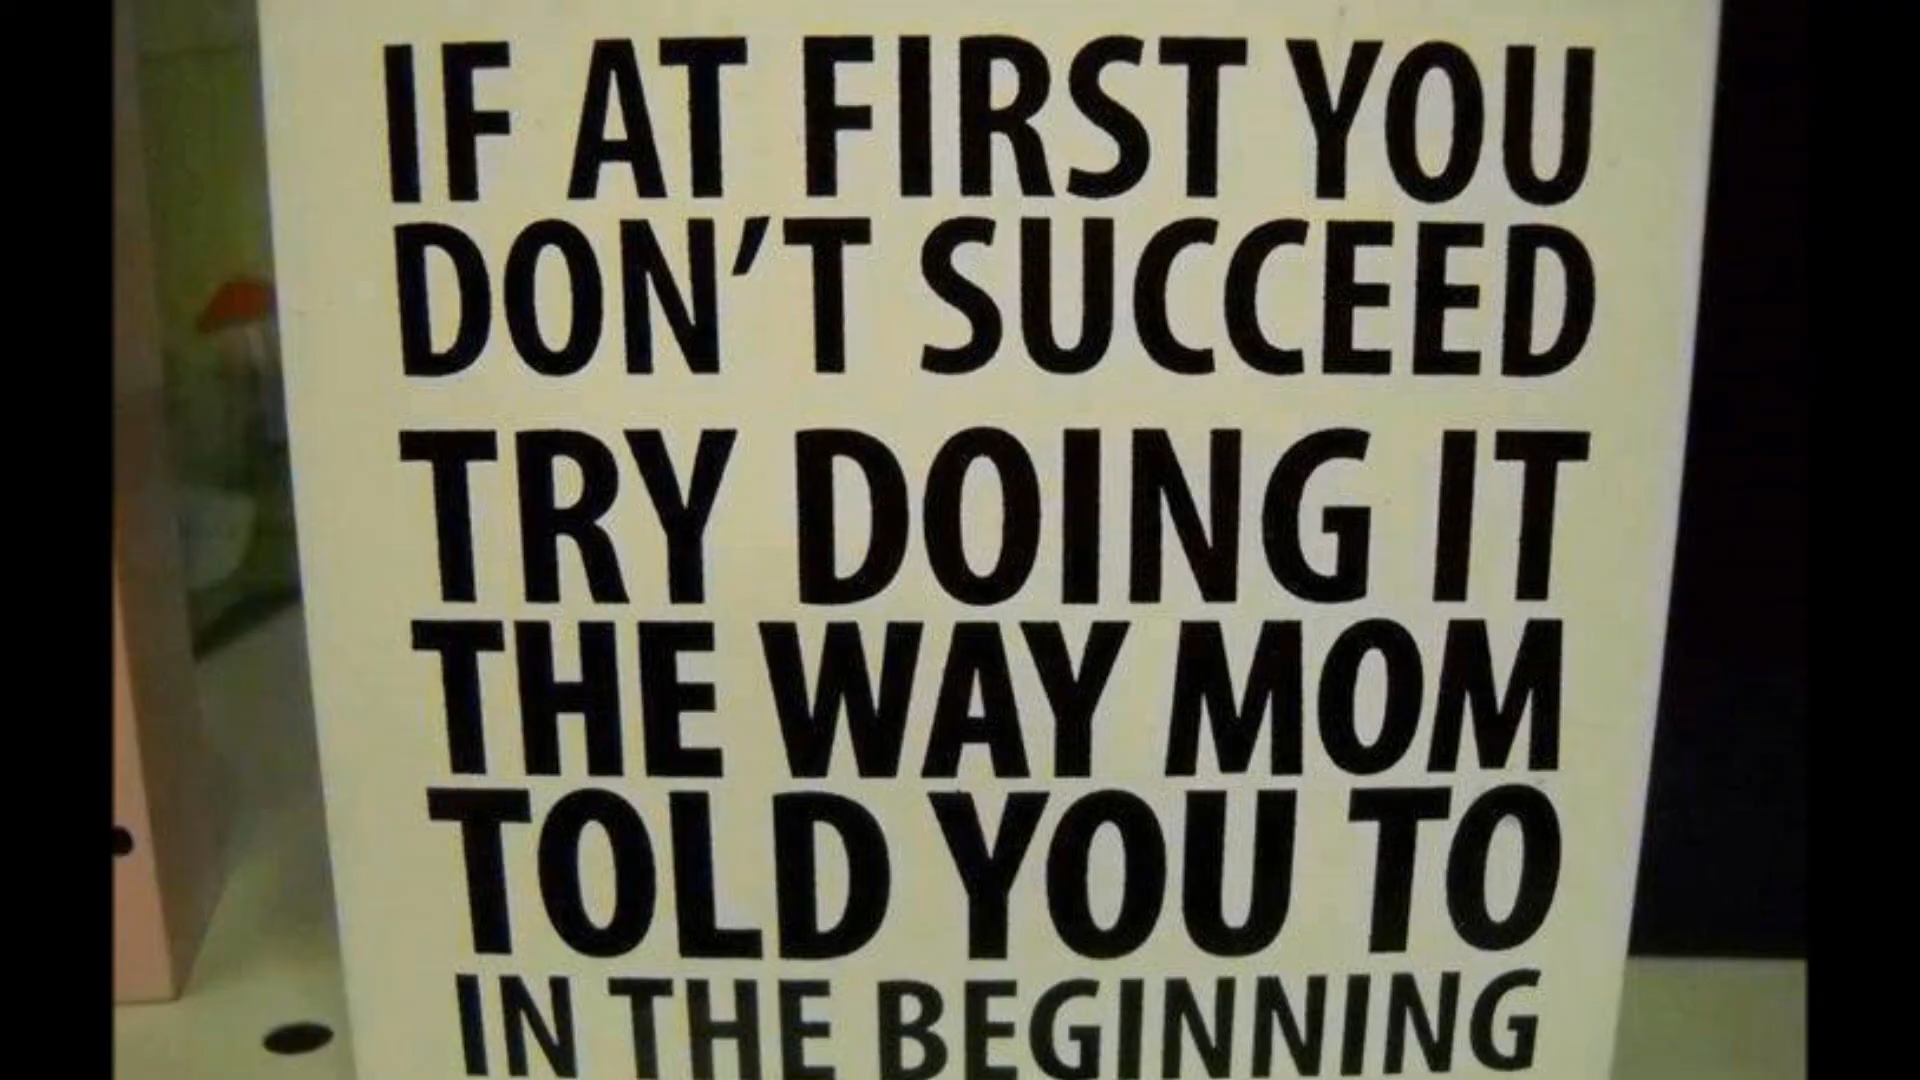 IF AT FIRST YOU
DON'T SUCCEED
TRY DOING IT
THE WAY MOM
TOLD YOU TO
IN THE BEGINNING